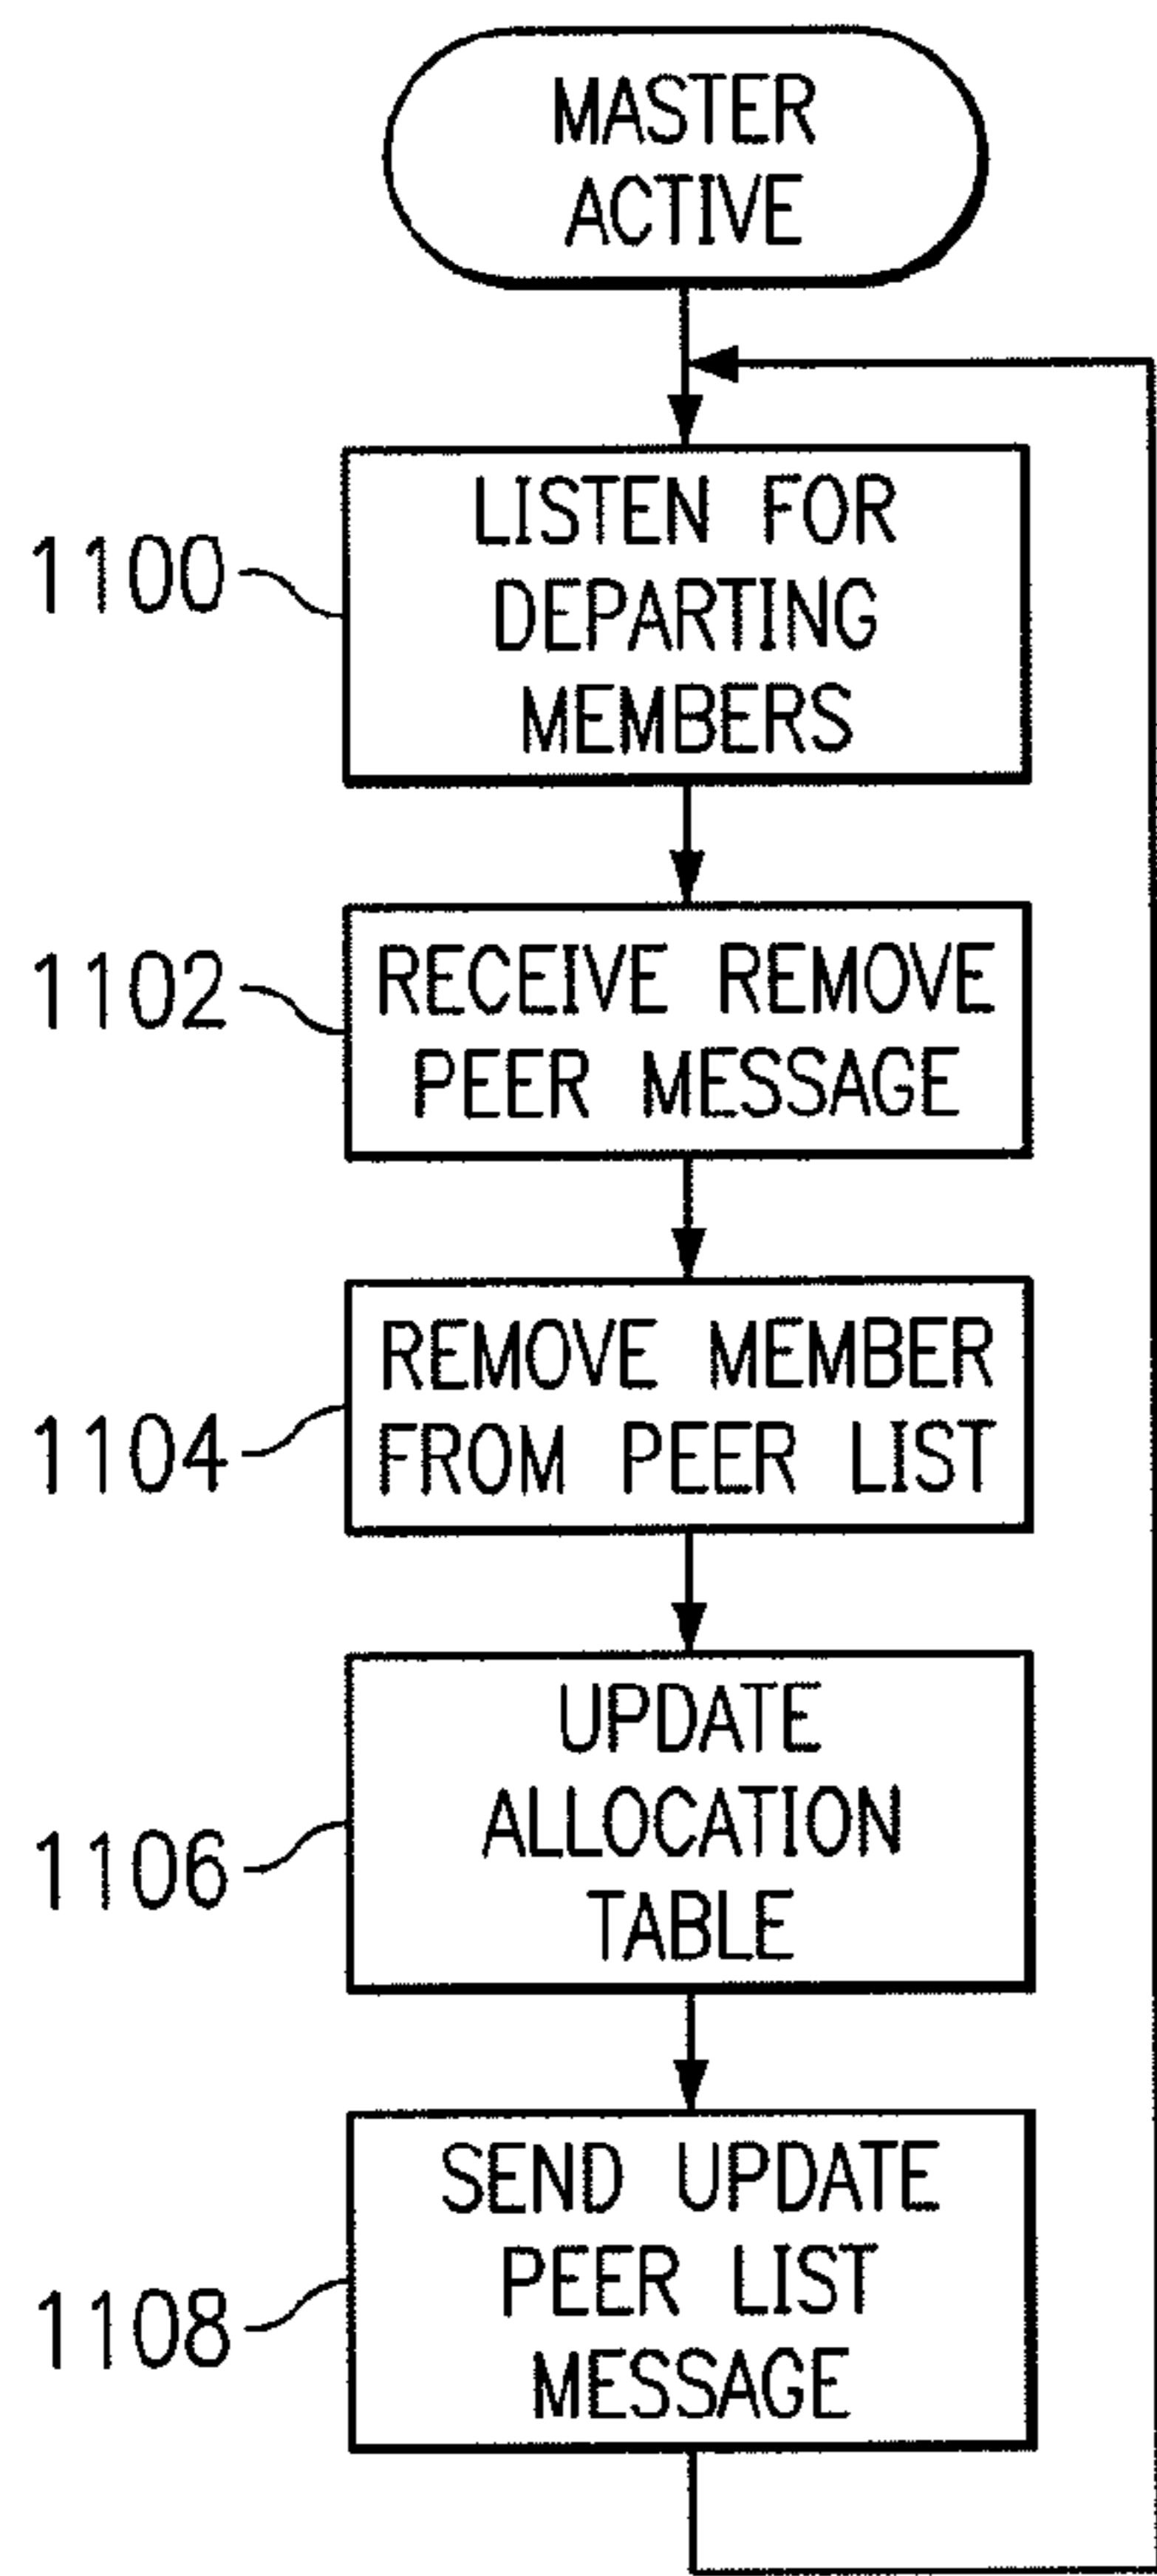 MASTER
ACTIVE
1100
LISTEN FOR
DEPARTING
MEMBERS
1102
RECEIVE REMOVE
PEER MESSAGE
1104
REMOVE MEMBER
FROM PEER LIST
1106
UPDATE
ALLOCATION
TABLE
1108
SEND UPDATE
PEER LIST
MESSAGE